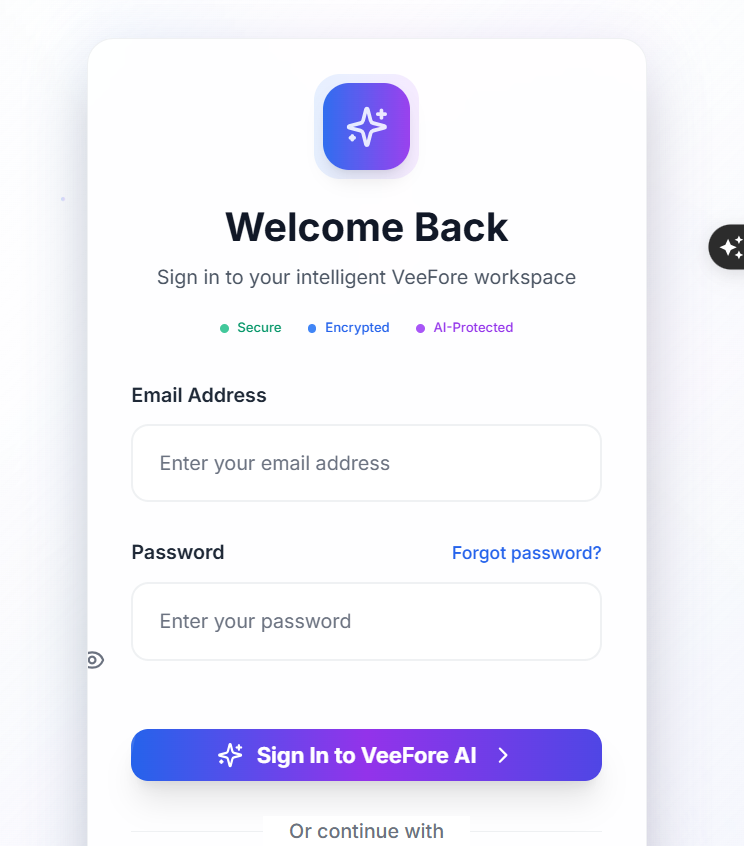 Welcome Back
Sign in to your intelligent VeeFore workspace
Secure Encrypted AI-Protected
Email Address
Enter your email address
Password Forgot password?
Enter your password
Sign In to VeeFore AI
Or continue with